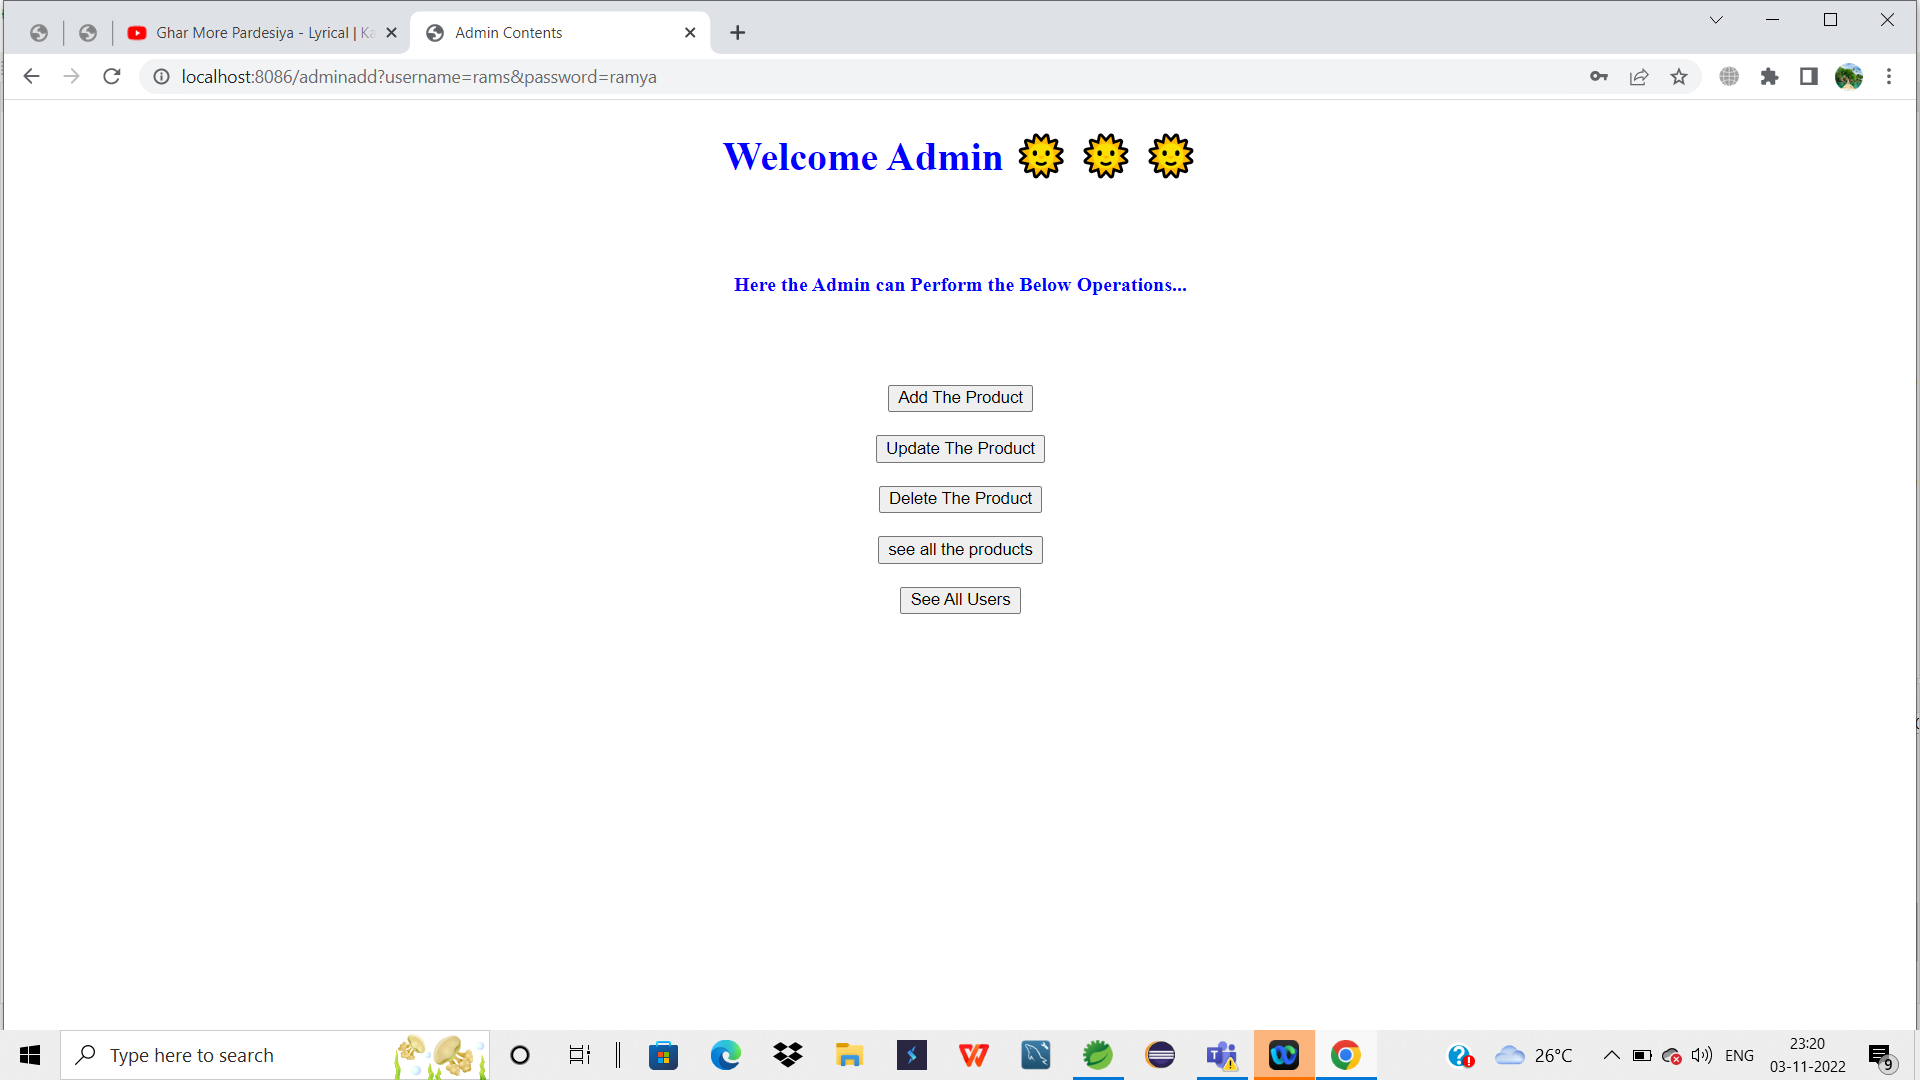 Ghar More Pardesiya - Lyrical | Ka
Admin Contents
localhost:8086/adminadd?username=rams&password=ramya
Welcome Admin
Here the Admin can Perform the Below Operations...
Add The Product
Update The Product
Delete The Product
see all the products
See All Users
Type here to search
26°C
ENG
23:20
03-11-2022
9